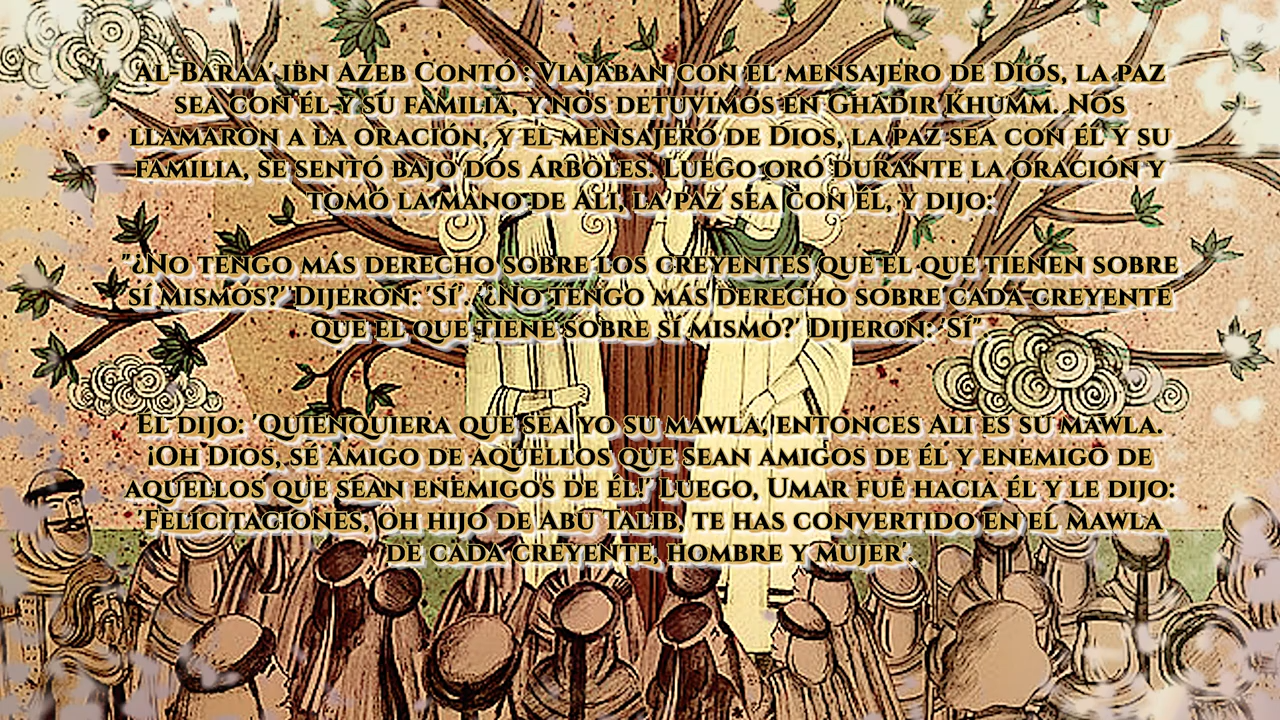 Al-Baraa' ibn Azeb Contó : Viajaban con el mensajero de Dios, la paz
sea con él y su familia, y nos detuvimos en Ghadir Khumm. Nos
llamaron a la oración, y el mensajero de Dios, la paz sea con él y su
familia, se sentó bajo dos árboles. Luego oró durante la oración y
tomó la mano de Ali, la paz sea con él, y dijo:
"¿No tengo más derecho sobre los creyentes que el que tienen sobre
sí mismos?' Dijeron: 'Sí'. '¿No tengo más derecho sobre cada creyente
que el que tiene sobre sí mismo?' Dijeron: 'Sí".
Él dijo: 'Quienquiera que sea yo su mawla, entonces Ali es su mawla.
¡Oh Dios, sé amigo de aquellos que sean amigos de él y enemigo de
aquellos que sean enemigos de él!' Luego, Umar fue hacia él y le dijo:
'Felicitaciones, oh hijo de Abu Talib, te has convertido en el mawla
de cada creyente, hombre y mujer'.